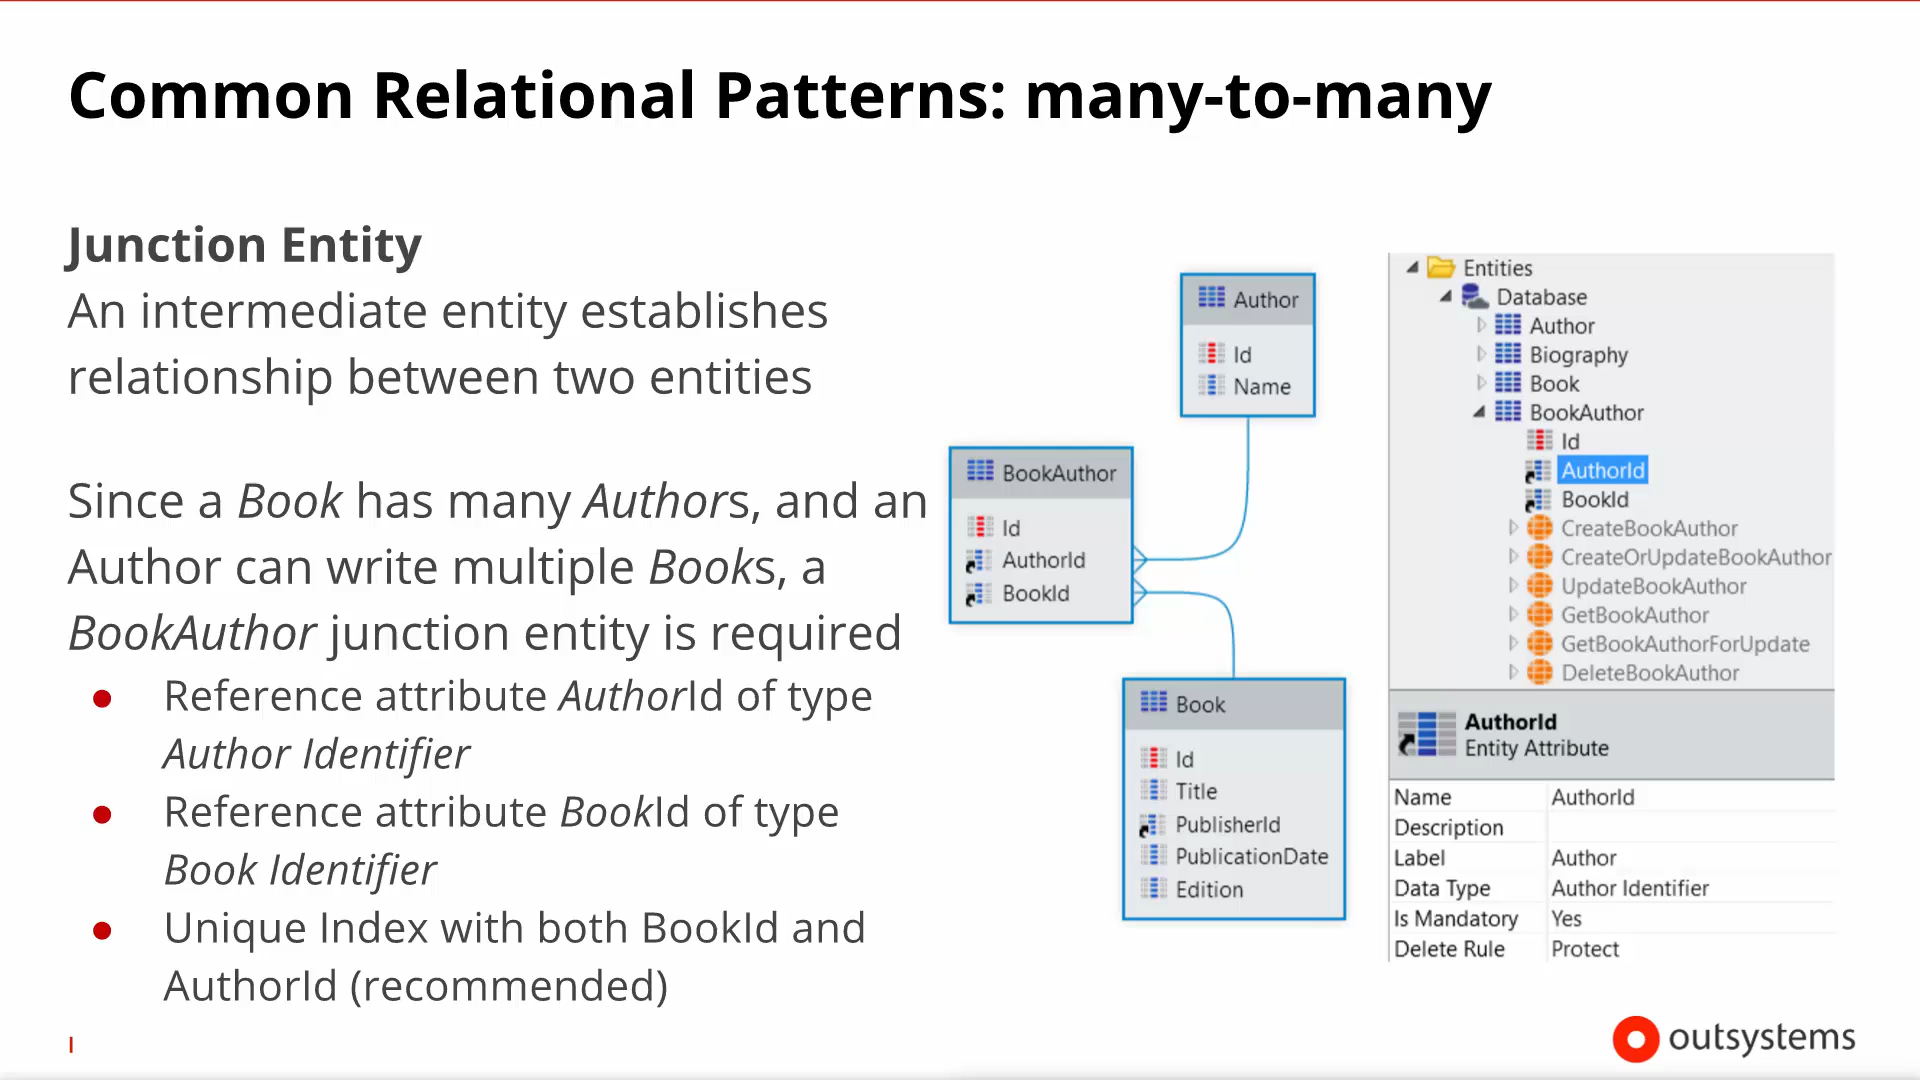 Common Relational Patterns: many-to-many
Junction Entity
An intermediate entity establishes
relationship between two entities
Since a Book has many Authors, and an
Author can write multiple Books, a
BookAuthor junction entity is required
● Reference attribute AuthorId of type
Author Identifier
● Reference attribute BookId of type
Book Identifier
● Unique Index with both BookId and
AuthorId (recommended)
Author
Id
Name
BookAuthor
Id
AuthorId
BookId
Book
Id
Title
PublisherId
PublicationDate
Edition
Entities
Database
Author
Biography
Book
BookAuthor
Id
AuthorId
BookId
CreateBookAuthor
CreateOrUpdateBookAuthor
UpdateBookAuthor
GetBookAuthor
GetBookAuthorForUpdate
DeleteBookAuthor
AuthorId
Entity Attribute
Name AuthorId
Description
Label Author
Data Type Author Identifier
Is Mandatory Yes
Delete Rule Protect
I
outsystems